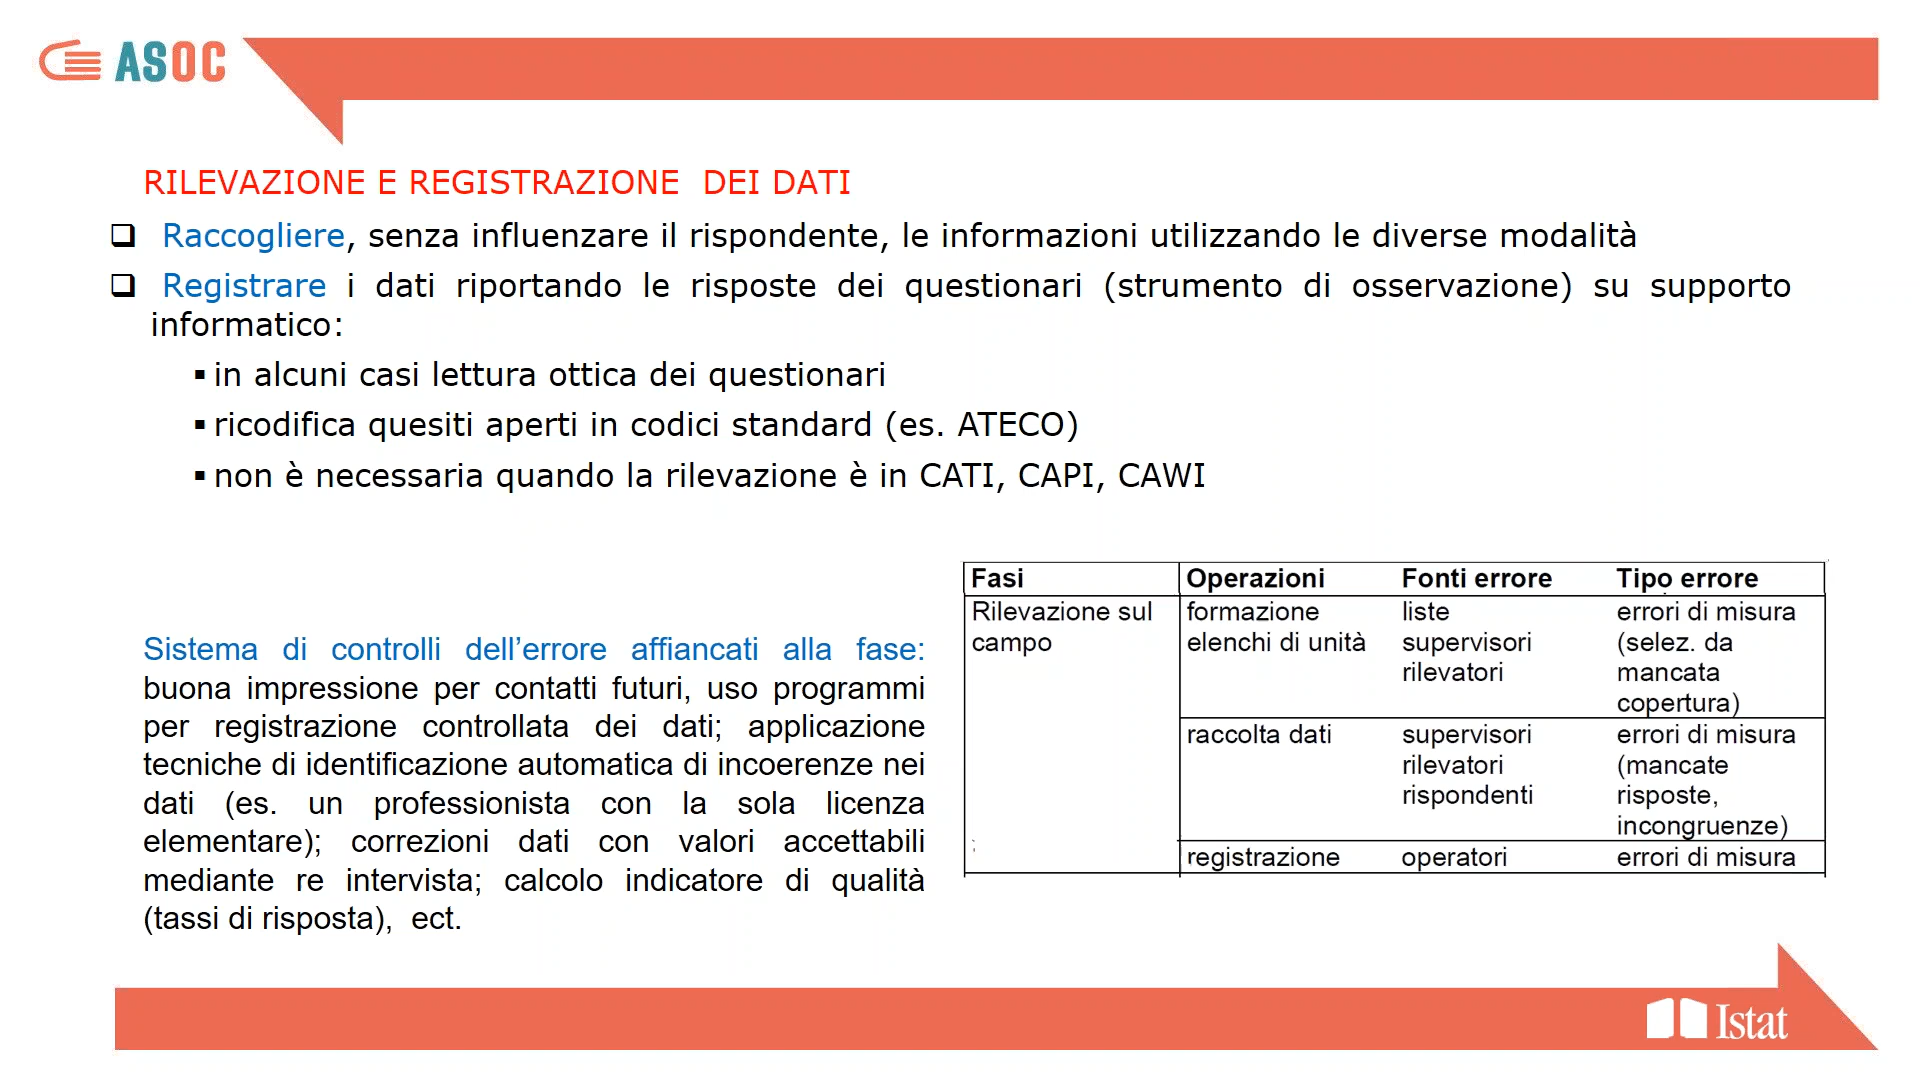 ASOC
RILEVAZIONE E REGISTRAZIONE DEI DATI
❑ Raccogliere, senza influenzare il rispondente, le informazioni utilizzando le diverse modalità
❑ Registrare i dati riportando le risposte dei questionari (strumento di osservazione) su supporto
informatico:
▪ in alcuni casi lettura ottica dei questionari
▪ ricodifica quesiti aperti in codici standard (es. ATECO)
▪ non è necessaria quando la rilevazione è in CATI, CAPI, CAWI
Sistema di controlli dell’errore affiancati alla fase:
buona impressione per contatti futuri, uso programmi
per registrazione controllata dei dati; applicazione
tecniche di identificazione automatica di incoerenze nei
dati (es. un professionista con la sola licenza
elementare); correzioni dati con valori accettabili
mediante re intervista; calcolo indicatore di qualità
(tassi di risposta), ect.
Fasi Operazioni Fonti errore Tipo errore
Rilevazione sul formazione liste errori di misura
campo elenchi di unità supervisori (selez. da
rilevatori mancata
copertura)
raccolta dati supervisori errori di misura
rilevatori (mancate
rispondenti risposte,
incongruenze)
registrazione operatori errori di misura
Istat